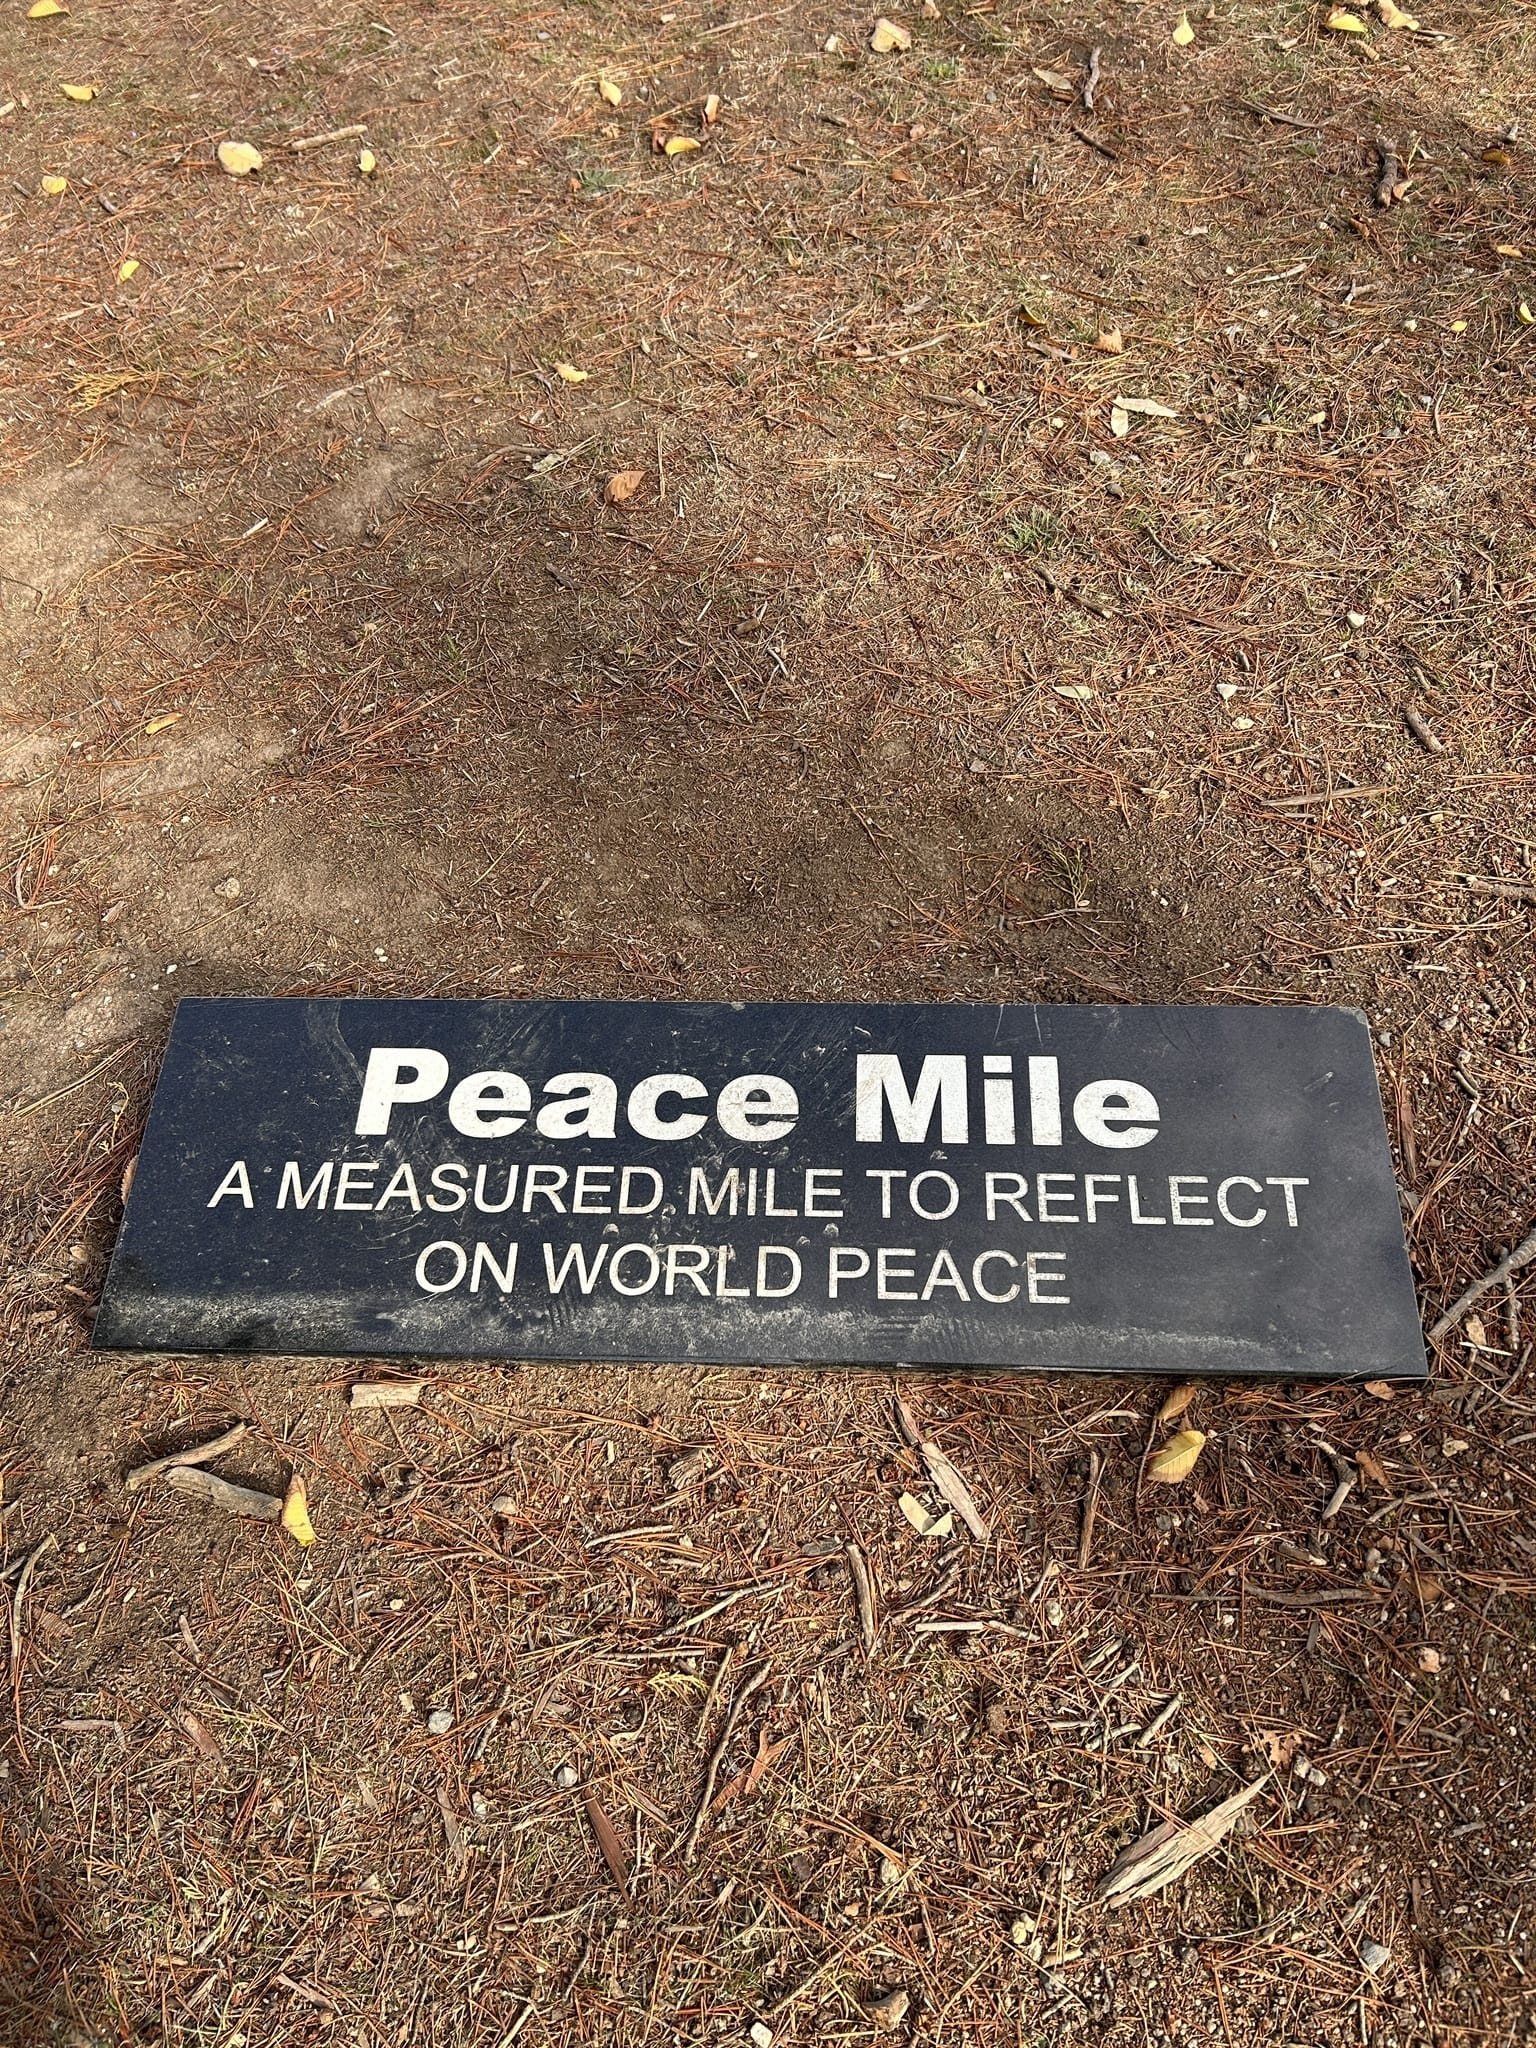 Peace Mile
A MEASURED MILE TO REFLECT
ON WORLD PEACE